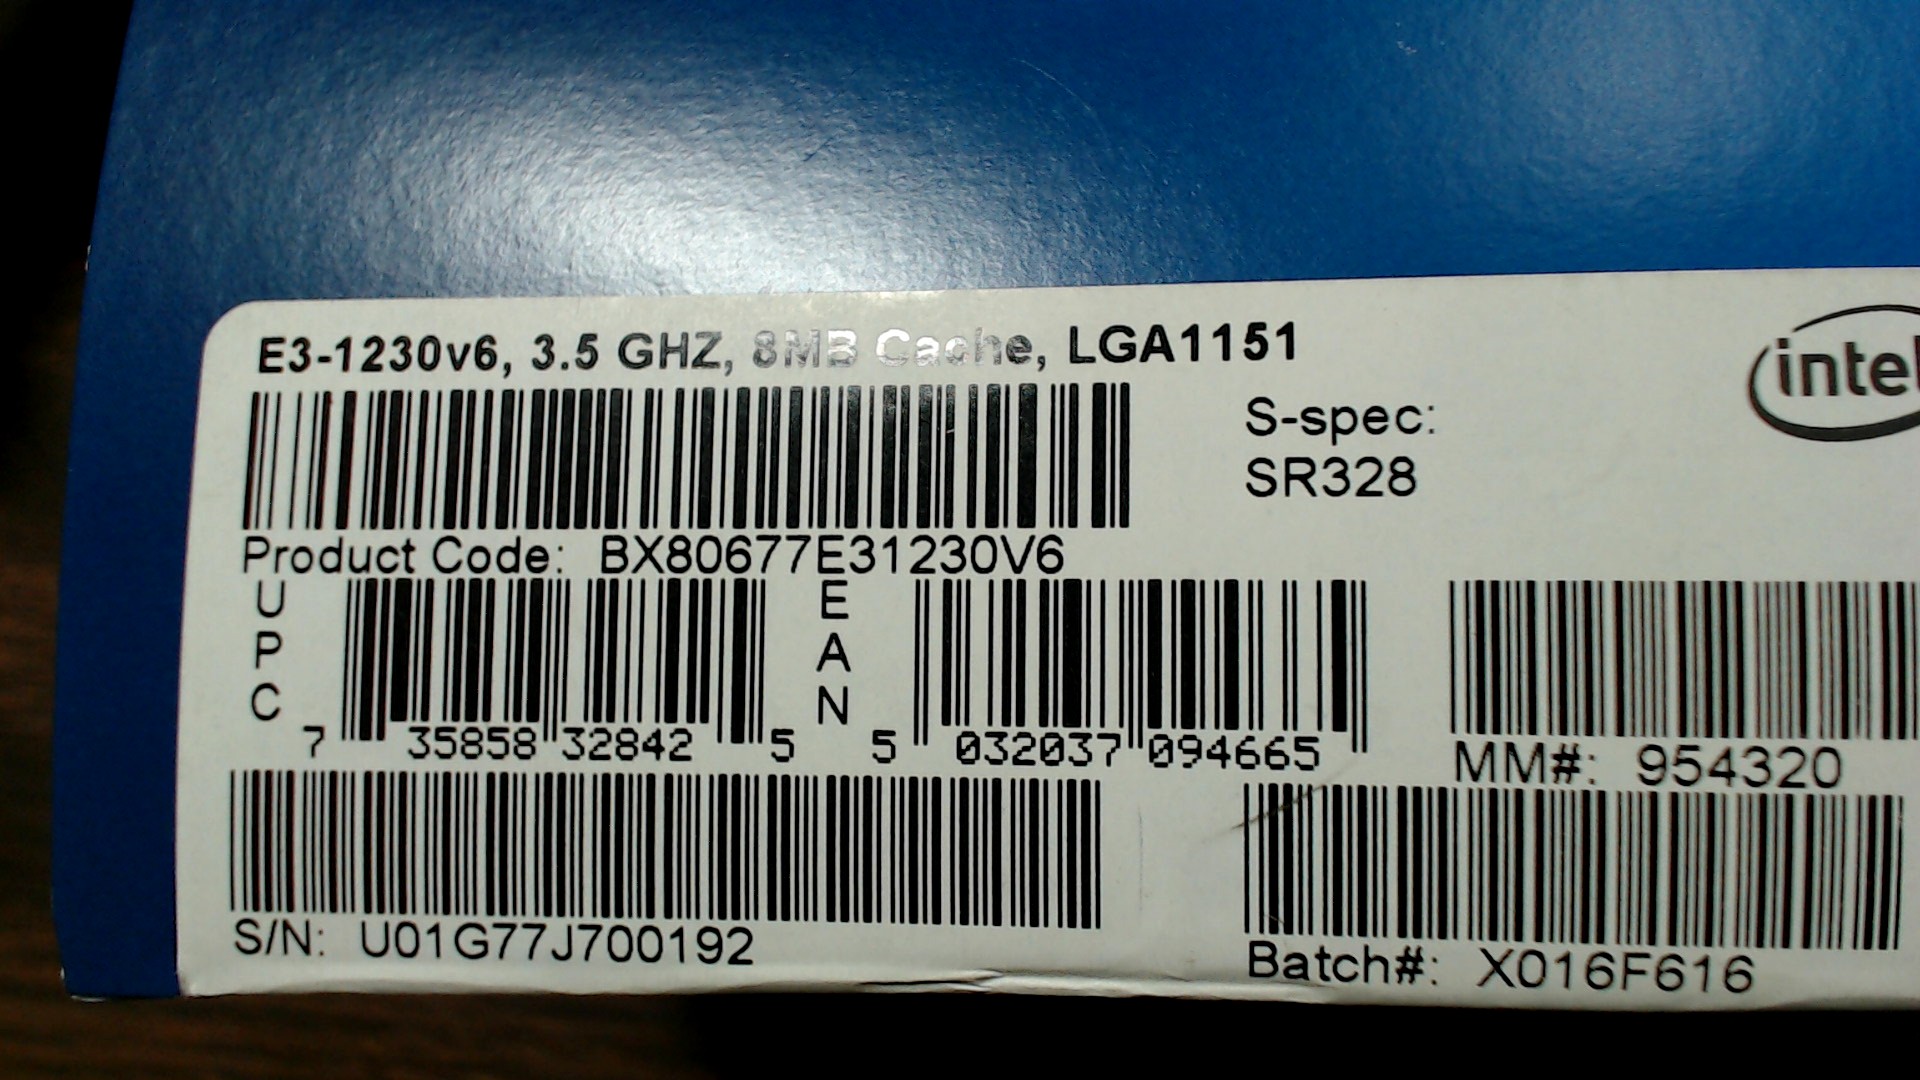 E3-1230v6, 3.5 GHZ, 8MB Cache, LGA1151
intel
S-spec:
SR328
Product Code: BX80677E31230V6
UPC
7 35858 32842 5
EAN
5 032037 094665
MM#: 954320
S/N: U01G77J700192
Batch#: X016F616